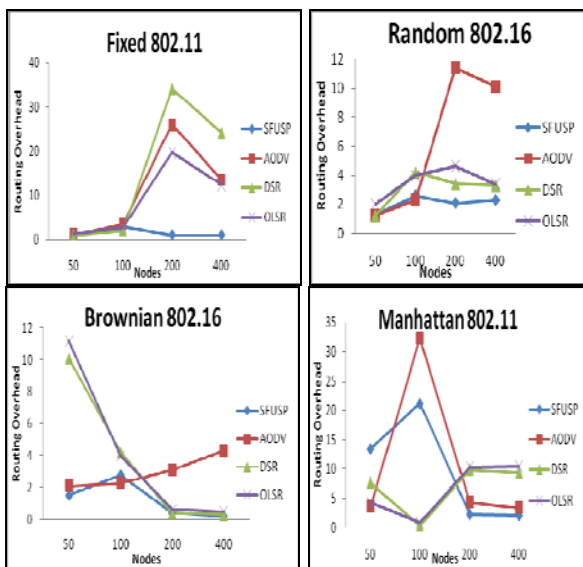 Fixed 802.11
Routing Overhead
40
30
20
10
0
50 100 200 400
Nodes
SFUSP
AODV
DSR
OLSR
Random 802.16
Routing Overhead
12
10
8
6
4
2
0
50 100 200 400
Nodes
SFUSP
AODV
DSR
OLSR
Brownian 802.16
Routing Overhead
12
10
8
6
4
2
0
50 100 200 400
Nodes
SFUSP
AODV
DSR
OLSR
Manhattan 802.11
Routing Overhead
35
30
25
20
15
10
5
0
50 100 200 400
Nodes
SFUSP
AODV
DSR
OLSR